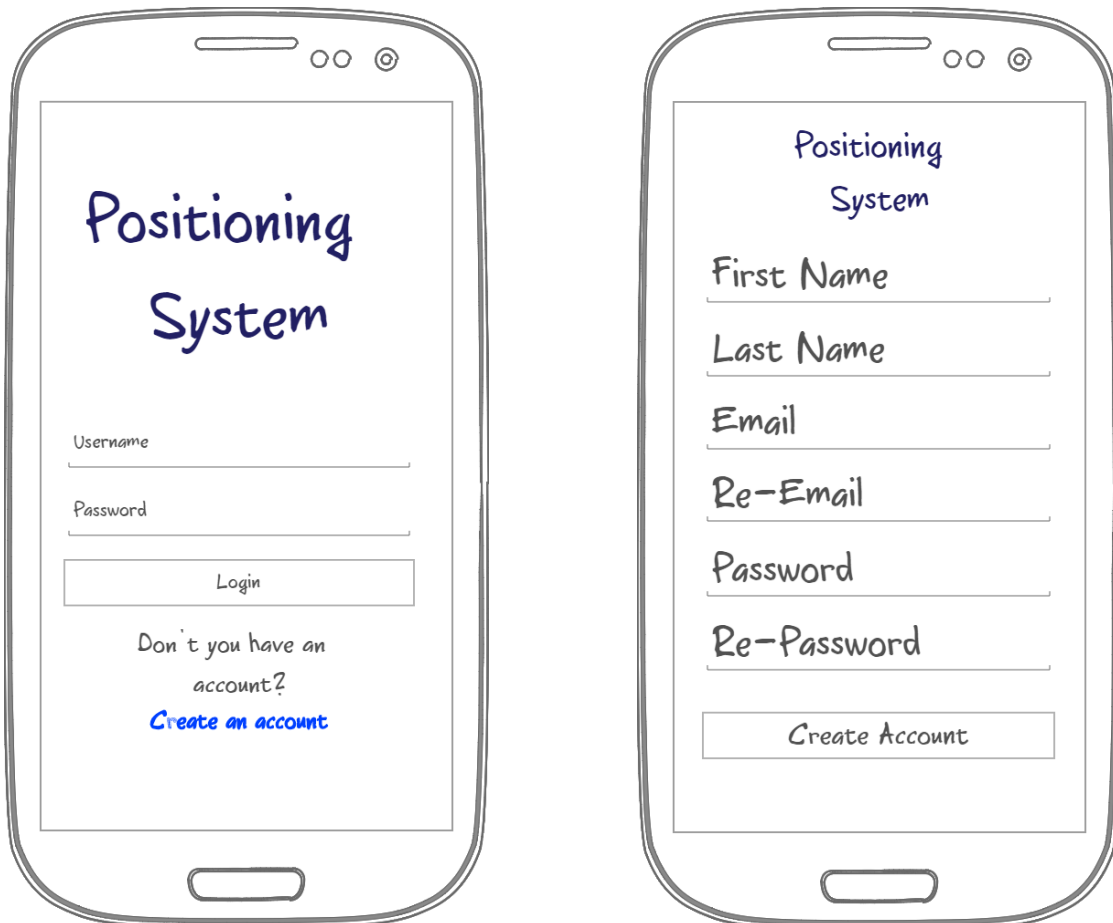 Positioning
System
Username
Password
Login
Don't you have an
account?
Create an account
Positioning
System
First Name
Last Name
Email
Re-Email
Password
Re-Password
Create Account